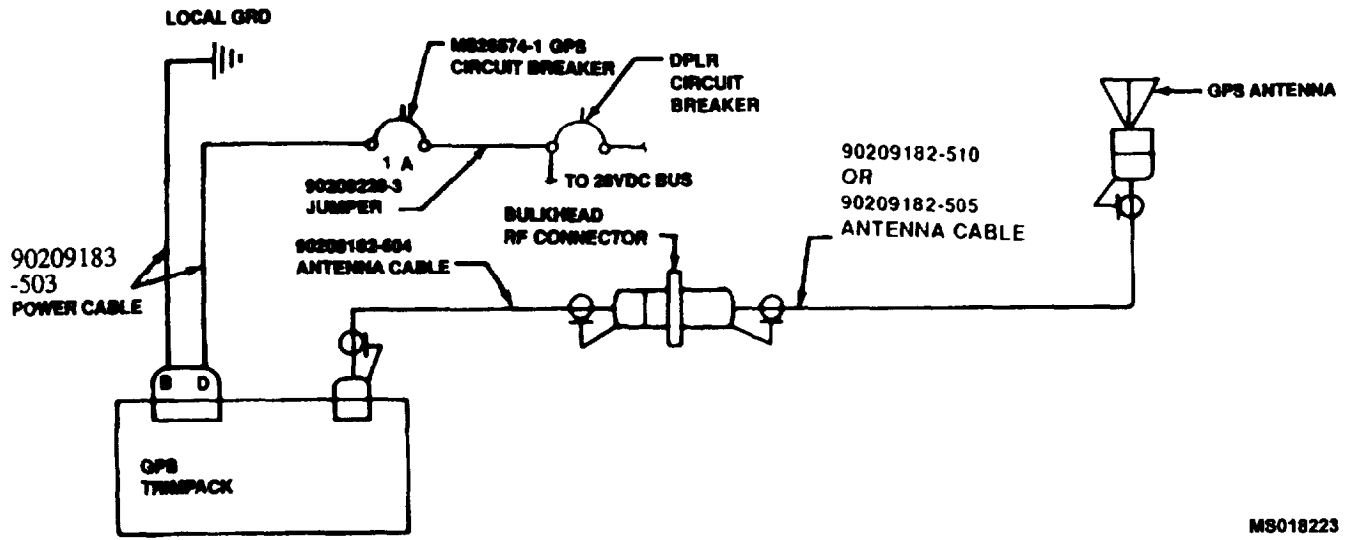 LOCAL GRD
MS26574-1 GPS
CIRCUIT BREAKER
DPLR
CIRCUIT
BREAKER
GPS ANTENNA
1 A
90209226-3
JUMPER
TO 28VDC BUS
90209182-510
OR
90209182-505
ANTENNA CABLE
BULKHEAD
RF CONNECTOR
90209182-504
ANTENNA CABLE
90209183
-503
POWER CABLE
B D
GPS
TRIMPACK
MS018223